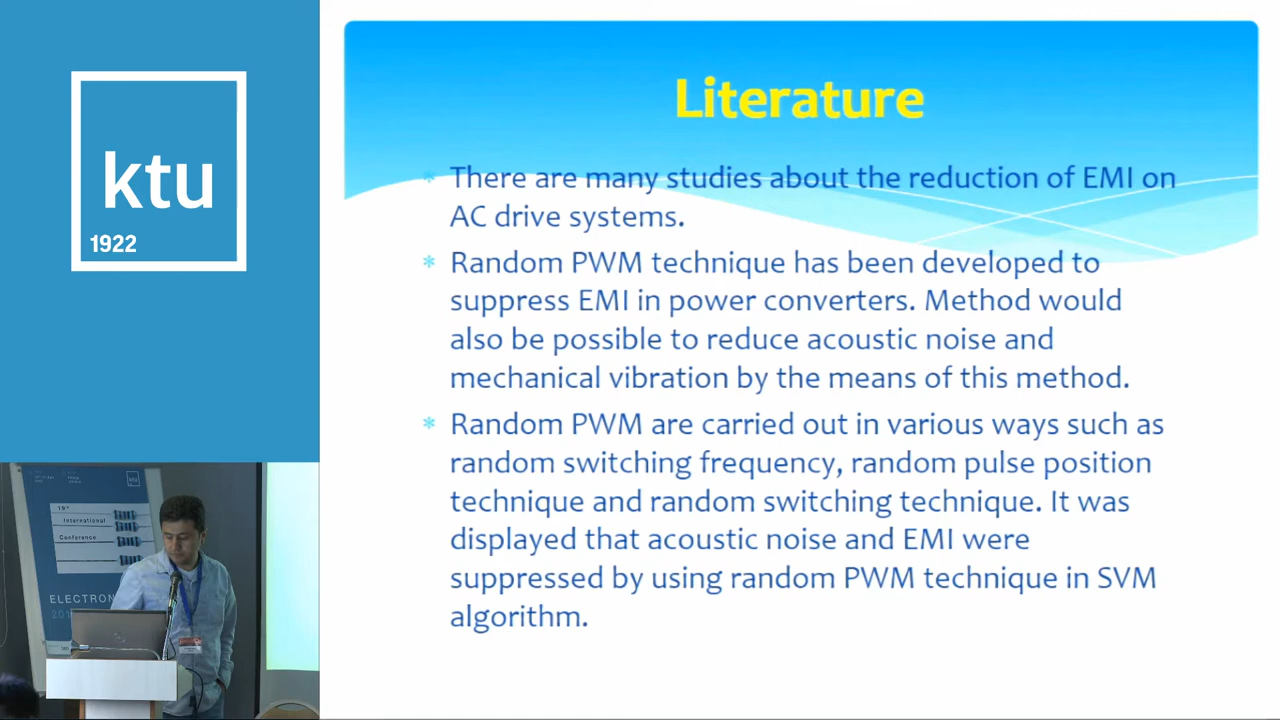 ktu
1922
Literature
There are many studies about the reduction of EMI on
AC drive systems.
* Random PWM technique has been developed to
suppress EMI in power converters. Method would
also be possible to reduce acoustic noise and
mechanical vibration by the means of this method.
* Random PWM are carried out in various ways such as
random switching frequency, random pulse position
technique and random switching technique. It was
displayed that acoustic noise and EMI were
suppressed by using random PWM technique in SVM
algorithm.
ktu
19th
International
Conference
ELECTRON